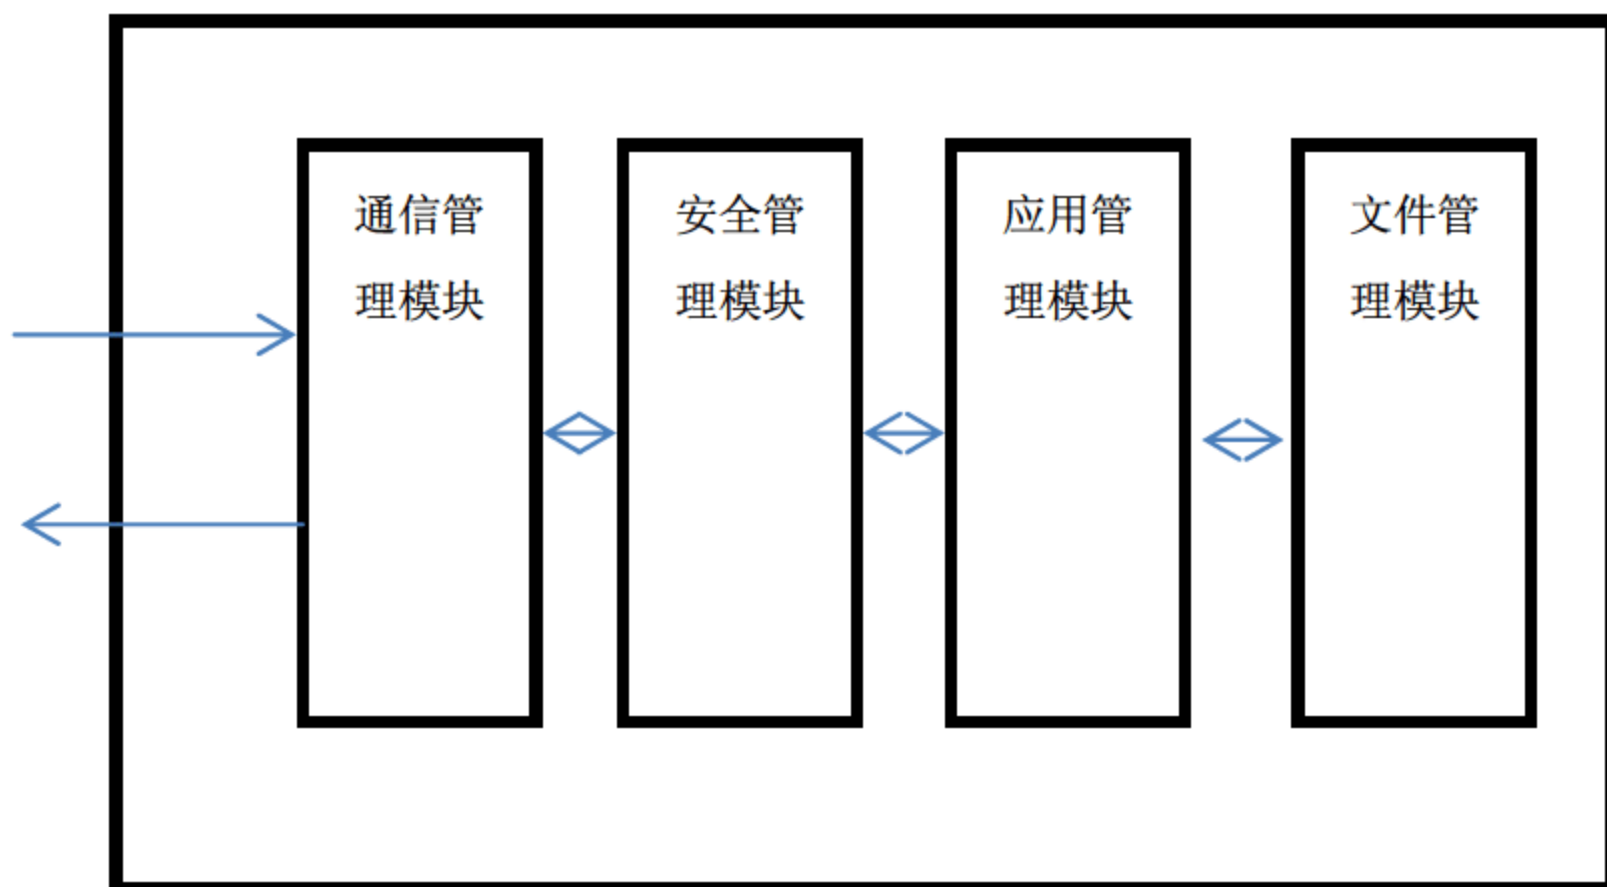 通信管
理模块
安全管
理模块
应用管
理模块
文件管
理模块